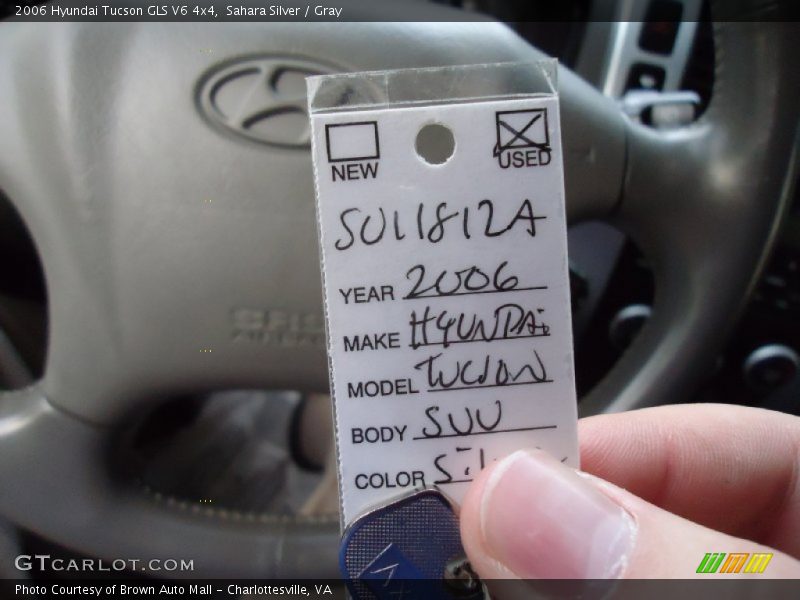 2006 Hyundai Tucson GLS V6 4x4, Sahara Silver / Gray
NEW USED
SU11812A
YEAR 2006
MAKE HYUNDAi
MODEL TUCSON
BODY SUV
COLOR
GTCARLOT.COM
Photo Courtesy of Brown Auto Mall - Charlottesville, VA